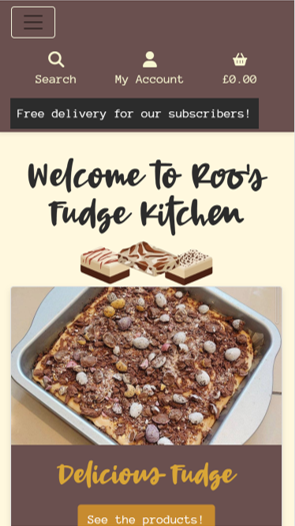 Search My Account £0.00
Free delivery for our subscribers!
Welcome To Roo's
Fudge Kitchen
Delicious Fudge
See the products!